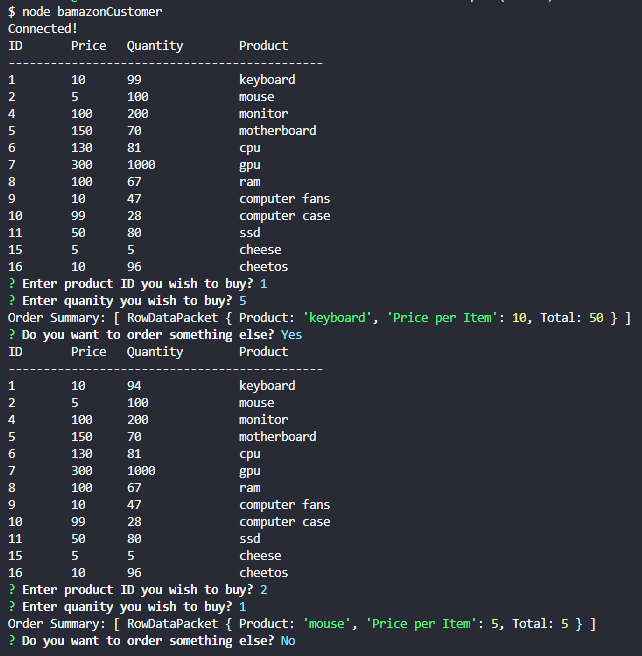 $ node bamazonCustomer
Connected!
ID      Price   Quantity        Product
---------------------------------------------
1       10      99              keyboard
2       5       100             mouse
4       100     200             monitor
5       150     70              motherboard
6       130     81              cpu
7       300     1000            gpu
8       100     67              ram
9       10      47              computer fans
10      99      28              computer case
11      50      80              ssd
15      5       5               cheese
16      10      96              cheetos
? Enter product ID you wish to buy? 1
? Enter quanity you wish to buy? 5
Order Summary: [ RowDataPacket { Product: 'keyboard', 'Price per Item': 10, Total: 50 } ]
? Do you want to order something else? Yes
ID      Price   Quantity        Product
---------------------------------------------
1       10      94              keyboard
2       5       100             mouse
4       100     200             monitor
5       150     70              motherboard
6       130     81              cpu
7       300     1000            gpu
8       100     67              ram
9       10      47              computer fans
10      99      28              computer case
11      50      80              ssd
15      5       5               cheese
16      10      96              cheetos
? Enter product ID you wish to buy? 2
? Enter quanity you wish to buy? 1
Order Summary: [ RowDataPacket { Product: 'mouse', 'Price per Item': 5, Total: 5 } ]
? Do you want to order something else? No